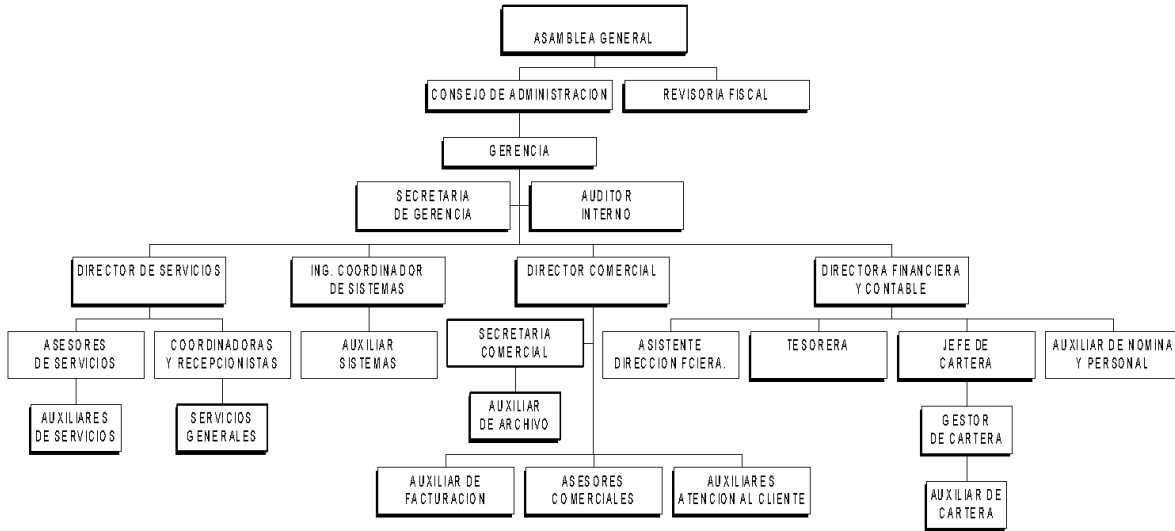 ASAMBLEA GENERAL
CONSEJO DE ADMINISTRACION
REVISORIA FISCAL
GERENCIA
SECRETARIA
DE GERENCIA
AUDITOR
INTERNO
DIRECTOR DE SERVICIOS
ING. COORDINADOR
DE SISTEMAS
DIRECTOR COMERCIAL
DIRECTORA FINANCIERA
Y CONTABLE
ASESORES
DE SERVICIOS
COORDINADORAS
Y RECEPCIONISTAS
AUXILIAR
SISTEMAS
SECRETARIA
COMERCIAL
ASISTENTE
DIRECCION FCIERA.
TESORERA
JEFE DE
CARTERA
AUXILIAR DE NOMINA
Y PERSONAL
AUXILIARES
DE SERVICIOS
SERVICIOS
GENERALES
AUXILIAR
DE ARCHIVO
GESTOR
DE CARTERA
AUXILIAR DE
FACTURACION
ASESORES
COMERCIALES
AUXILIARES
ATENCION AL CLIENTE
AUXILIAR DE
CARTERA